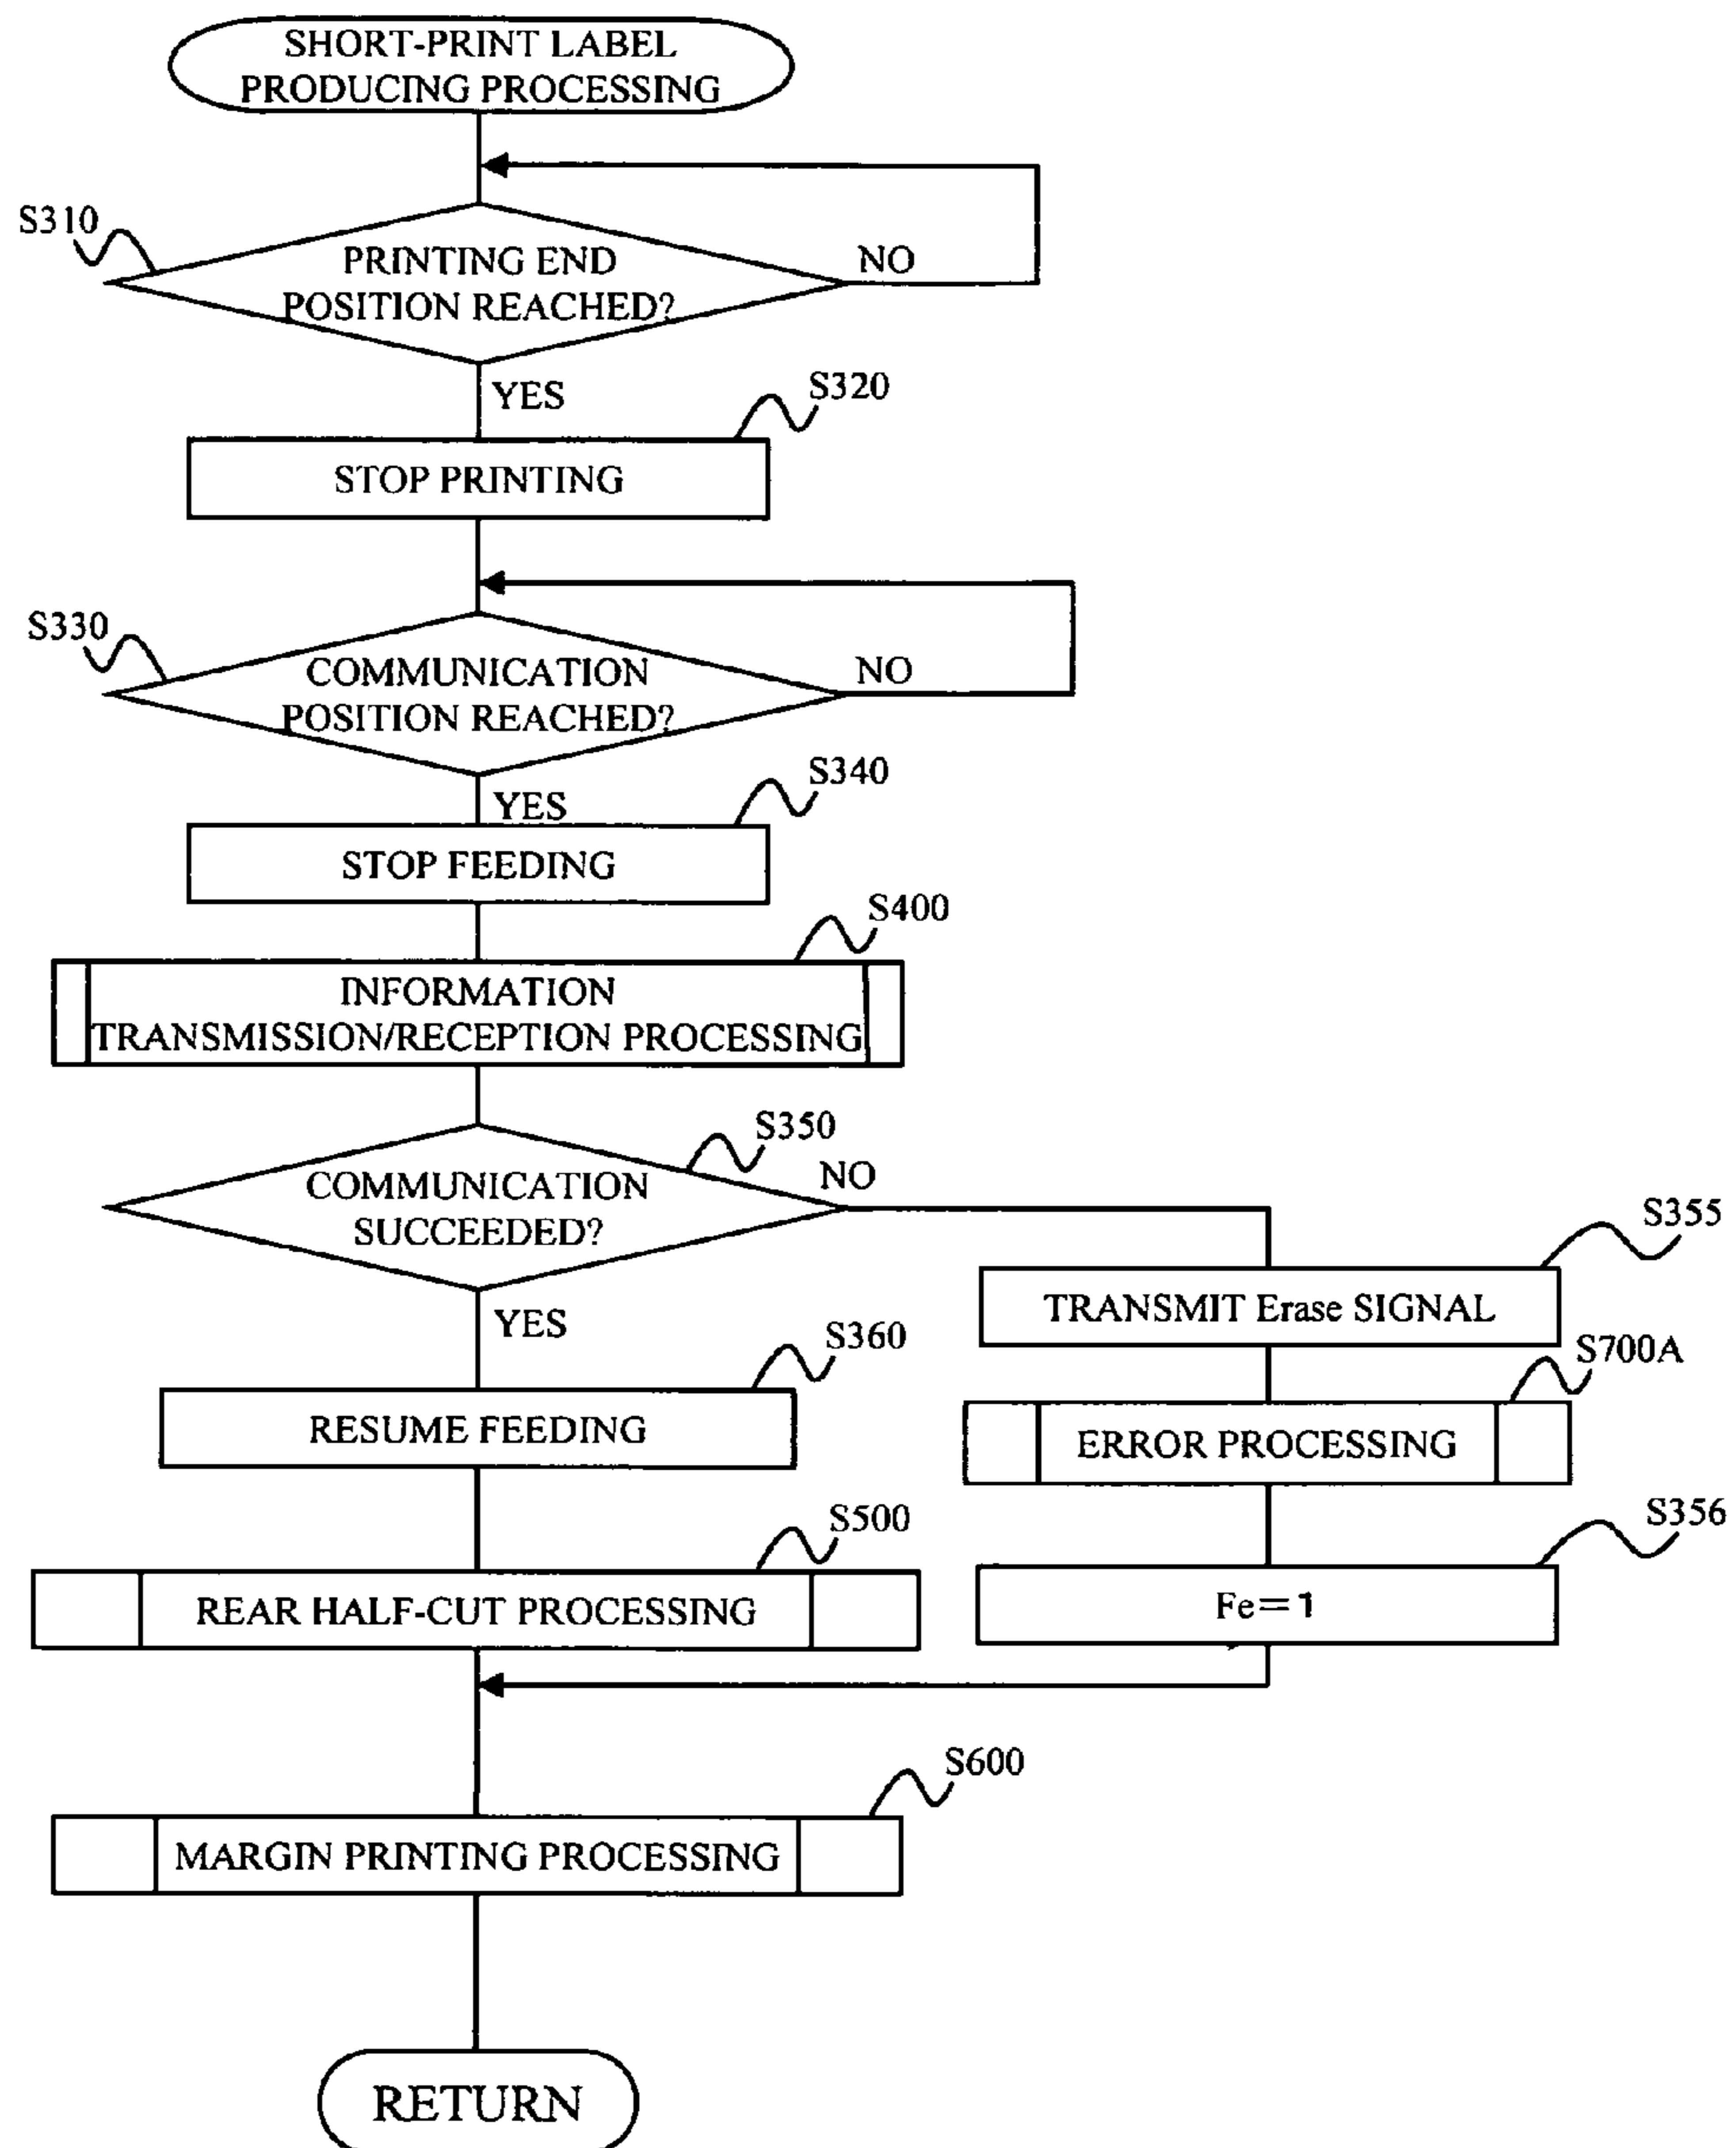 SHORT-PRINT LABEL
PRODUCING PROCESSING
S310
PRINTING END
POSITION REACHED?
NO
YES
S320
STOP PRINTING
S330
COMMUNICATION
POSITION REACHED?
NO
YES
S340
STOP FEEDING
S400
INFORMATION
TRANSMISSION/RECEPTION PROCESSING
S350
COMMUNICATION
SUCCEEDED?
NO
YES
S355
TRANSMIT Erase SIGNAL
S360
RESUME FEEDING
S700A
ERROR PROCESSING
S500
REAR HALF-CUT PROCESSING
S356
Fe=1
S600
MARGIN PRINTING PROCESSING
RETURN